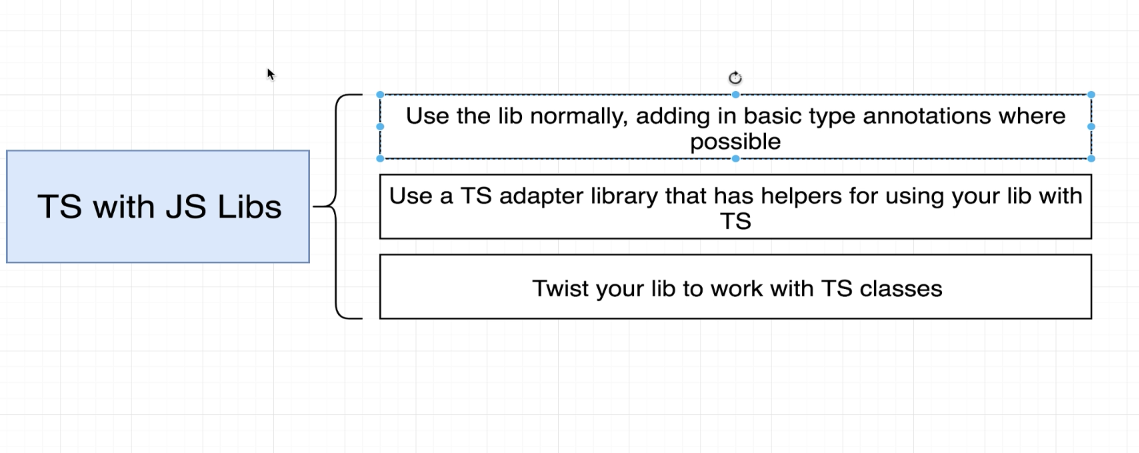 TS with JS Libs
Use the lib normally, adding in basic type annotations where
possible
Use a TS adapter library that has helpers for using your lib with
TS
Twist your lib to work with TS classes